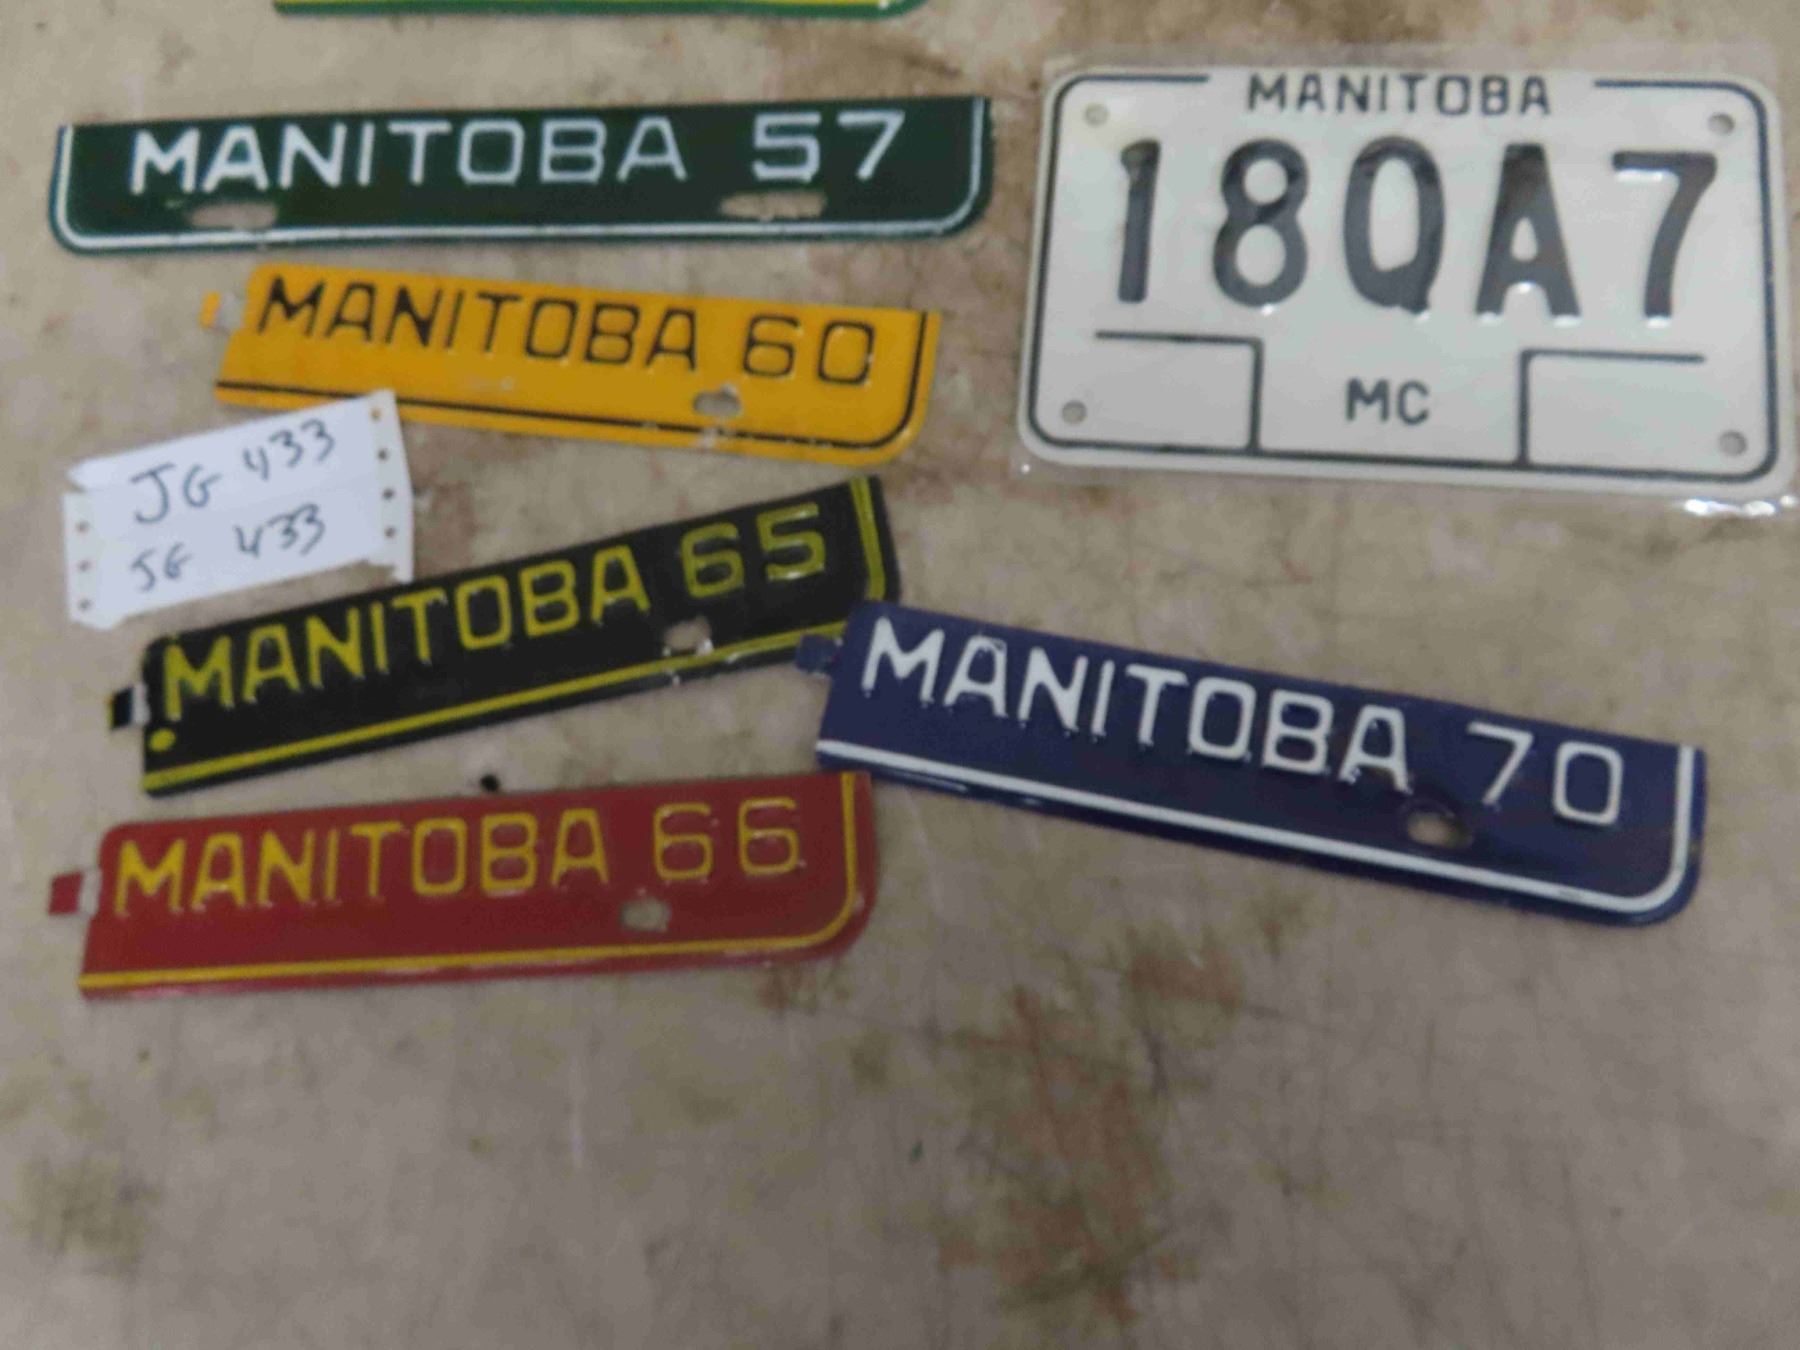 MANITOBA 57
MANITOBA
18QA7
MC
MANITOBA 60
JG 433
JG 433
MANITOBA 65
MANITOBA 70
MANITOBA 66